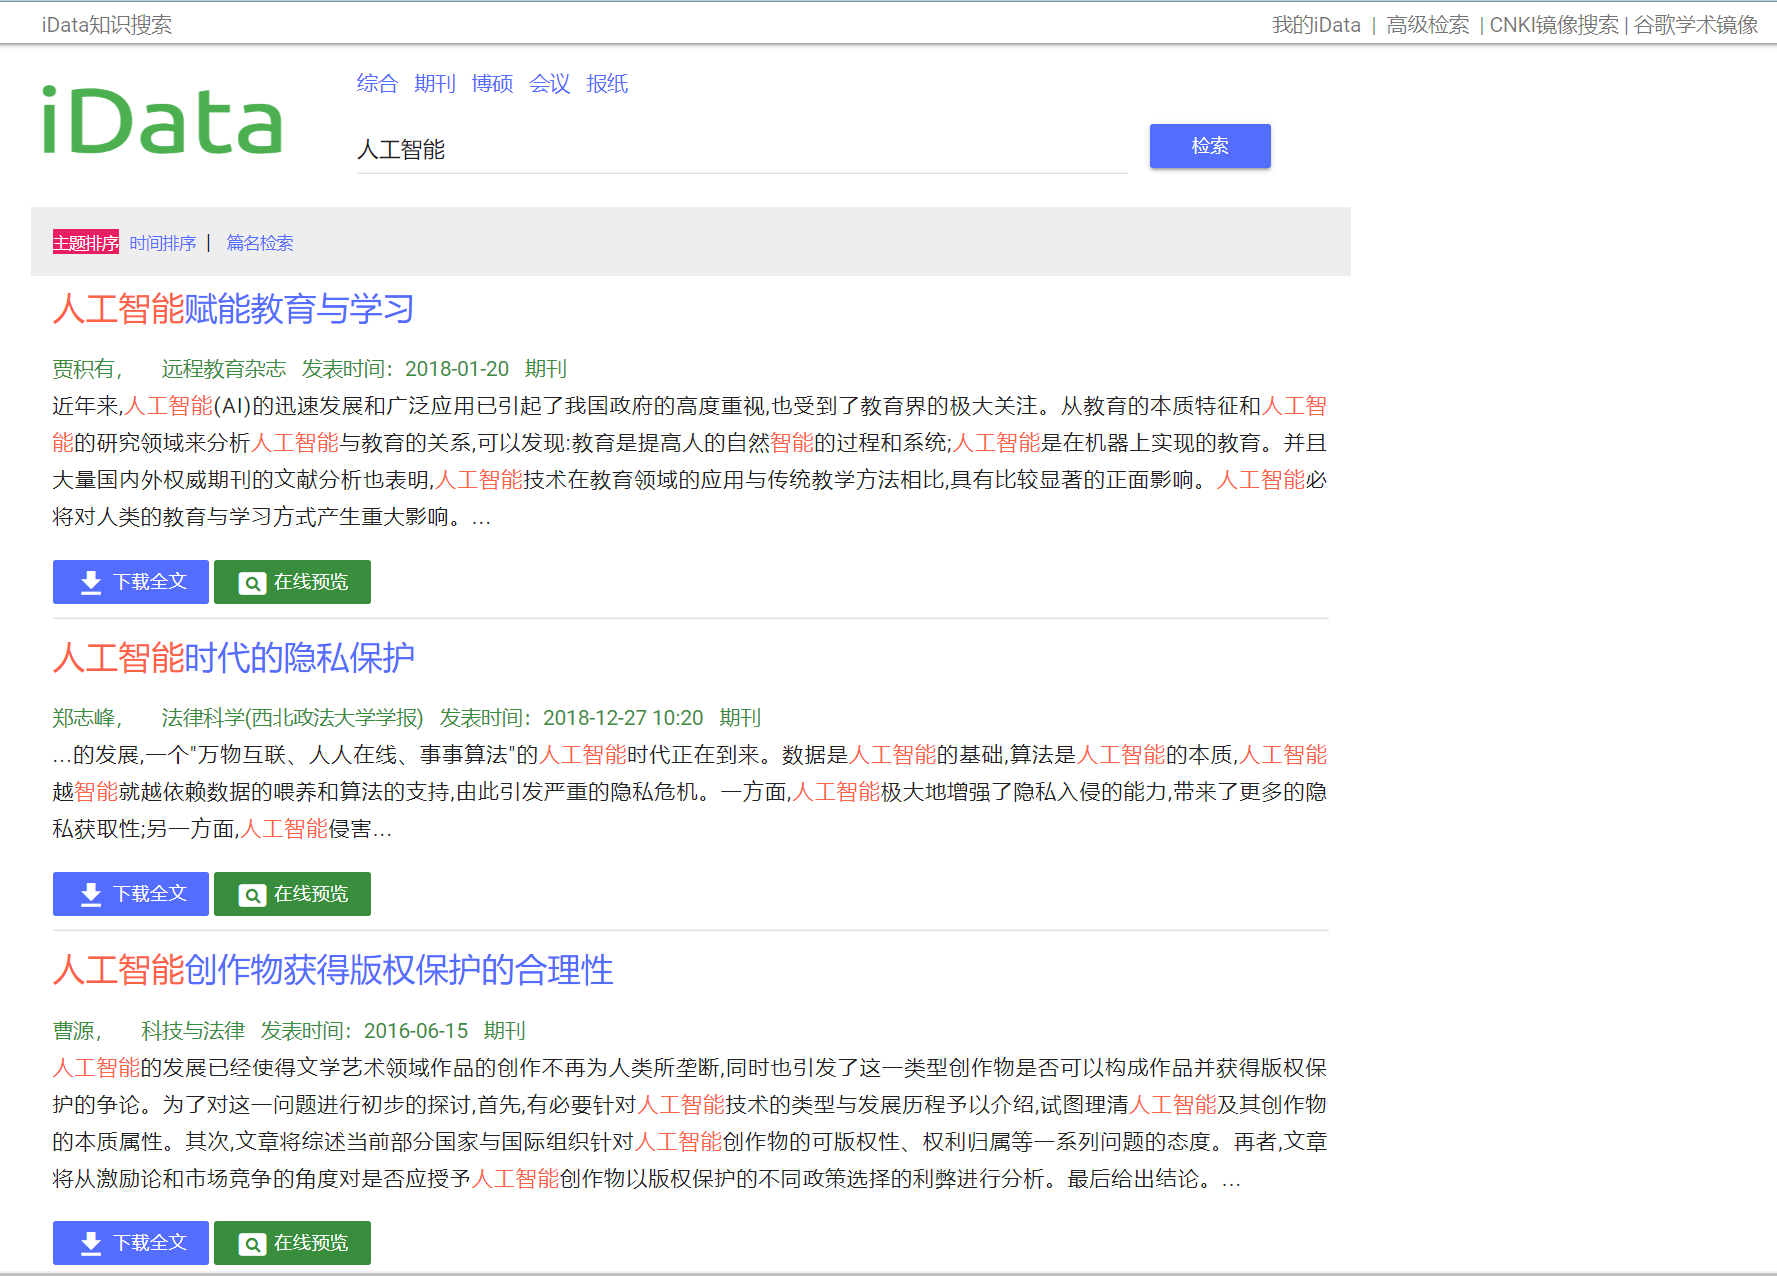 iData知识搜索
我的iData | 高级检索 | CNKI镜像搜索 | 谷歌学术镜像
iData
综合 期刊 博硕 会议 报纸
人工智能
检索
主题排序 时间排序 | 篇名检索
人工智能赋能教育与学习
贾积有， 远程教育杂志 发表时间：2018-01-20 期刊
近年来,人工智能(AI)的迅速发展和广泛应用已引起了我国政府的高度重视,也受到了教育界的极大关注。从教育的本质特征和人工智
能的研究领域来分析人工智能与教育的关系,可以发现:教育是提高人的自然智能的过程和系统;人工智能是在机器上实现的教育。并且
大量国内外权威期刊的文献分析也表明,人工智能技术在教育领域的应用与传统教学方法相比,具有比较显著的正面影响。人工智能必
将对人类的教育与学习方式产生重大影响。...
下载全文 在线预览
人工智能时代的隐私保护
郑志峰， 法律科学(西北政法大学学报) 发表时间：2018-12-27 10:20 期刊
...的发展,一个"万物互联、人人在线、事事算法"的人工智能时代正在到来。数据是人工智能的基础,算法是人工智能的本质,人工智能
越智能就越依赖数据的喂养和算法的支持,由此引发严重的隐私危机。一方面,人工智能极大地增强了隐私入侵的能力,带来了更多的隐
私获取性;另一方面,人工智能侵害...
下载全文 在线预览
人工智能创作物获得版权保护的合理性
曹源， 科技与法律 发表时间：2016-06-15 期刊
人工智能的发展已经使得文学艺术领域作品的创作不再为人类所垄断,同时也引发了这一类型创作物是否可以构成作品并获得版权保
护的争论。为了对这一问题进行初步的探讨,首先,有必要针对人工智能技术的类型与发展历程予以介绍,试图理清人工智能及其创作物
的本质属性。其次,文章将综述当前部分国家与国际组织针对人工智能创作物的可版权性、权利归属等一系列问题的态度。再者,文章
将从激励论和市场竞争的角度对是否应授予人工智能创作物以版权保护的不同政策选择的利弊进行分析。最后给出结论。...
下载全文 在线预览